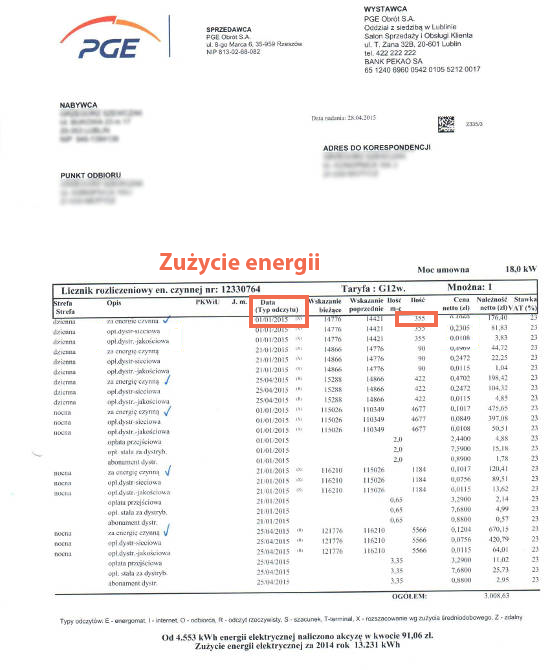 PGE
SPRZEDAWCA
PGE Obrót S.A.
ul. 8-go Marca 6, 35-959 Rzeszów
NIP 813-02-68-082
WYSTAWCA
PGE Obrót S.A.
Oddział z siedzibą w Lublinie
Salon Sprzedaży i Obsługi Klienta
ul. T. Zana 32B, 20-601 Lublin
tel. 422 222 222
BANK PEKAO SA
65 1240 6960 0542 0105 5212 0017
NABYWCA
Data nadania: 28.04.2015
2335/3
ADRES DO KORESPONDENCJI
PUNKT ODBIORU
Zużycie energii
Moc umowna 18,0 kW
Licznik rozliczeniowy en. czynnej nr: 12330764 Taryfa : G12w. Mnożna: 1
Strefa Opis PKWiU J. m. Data Wskazanie Wskazanie Ilość Ilość Cena Należność Stawka
Strefa (Typ odczytu) bieżące poprzednie m-c netto (zł) netto (zł) VAT (%)
dzienna za energię czynną 01/01/2015 14776 14421 355 176,40 23
dzienna opł.dystr-sieciowa 01/01/2015 14776 14421 355 0,2305 81,83 23
dzienna opł.dystr.-jakościowa 01/01/2015 14776 14421 355 0,0108 3,83 23
dzienna za energię czynną 21/01/2015 14866 14776 90 0,4969 44,72 23
dzienna opł.dystr-sieciowa 21/01/2015 14866 14776 90 0,2472 22,25 23
dzienna opł.dystr.-jakościowa 21/01/2015 14866 14776 90 0,0115 1,04 23
dzienna za energię czynną 25/04/2015 15288 14866 422 0,4702 198,42 23
dzienna opł.dystr-sieciowa 25/04/2015 15288 14866 422 0,2472 104,32 23
dzienna opł.dystr.-jakościowa 25/04/2015 15288 14866 422 0,0115 4,85 23
nocna za energię czynną 01/01/2015 115026 110349 4677 0,1017 475,65 23
nocna opł.dystr-sieciowa 01/01/2015 115026 110349 4677 0,0849 397,08 23
nocna opł.dystr.-jakościowa 01/01/2015 115026 110349 4677 0,0108 50,51 23
opłata przejściowa 01/01/2015 2,0 2,4400 4,88 23
opł. stała za dystryb. 01/01/2015 2,0 7,5900 15,18 23
abonament dystr. 01/01/2015 2,0 0,8900 1,78 23
nocna za energię czynną 21/01/2015 116210 115026 1184 0,1017 120,41 23
nocna opł.dystr-sieciowa 21/01/2015 116210 115026 1184 0,0756 89,51 23
nocna opł.dystr.-jakościowa 21/01/2015 116210 115026 1184 0,0115 13,62 23
opłata przejściowa 21/01/2015 0,65 3,2900 2,14 23
opł. stała za dystryb. 21/01/2015 0,65 7,6800 4,99 23
abonament dystr. 21/01/2015 0,65 0,8800 0,57 23
nocna za energię czynną 25/04/2015 121776 116210 5566 0,1204 670,15 23
nocna opł.dystr-sieciowa 25/04/2015 121776 116210 5566 0,0756 420,79 23
nocna opł.dystr.-jakościowa 25/04/2015 121776 116210 5566 0,0115 64,01 23
opłata przejściowa 25/04/2015 3,35 3,2900 11,02 23
opł. stała za dystryb. 25/04/2015 3,35 7,6800 25,73 23
abonament dystr. 25/04/2015 3,35 0,8800 2,95 23
OGÓŁEM: 3.008,63
Typy odczytów: E - energomat, I - internet, O - odbiorca, R - odczyt rzeczywisty, S - szacunek, T-terminal, X - rozszacowanie wg zużycia średniodobowego, Z - zdalny
Od 4.553 kWh energii elektrycznej naliczono akcyzę w kwocie 91,06 zł.
Zużycie energii elektrycznej za 2014 rok 13.231 kWh